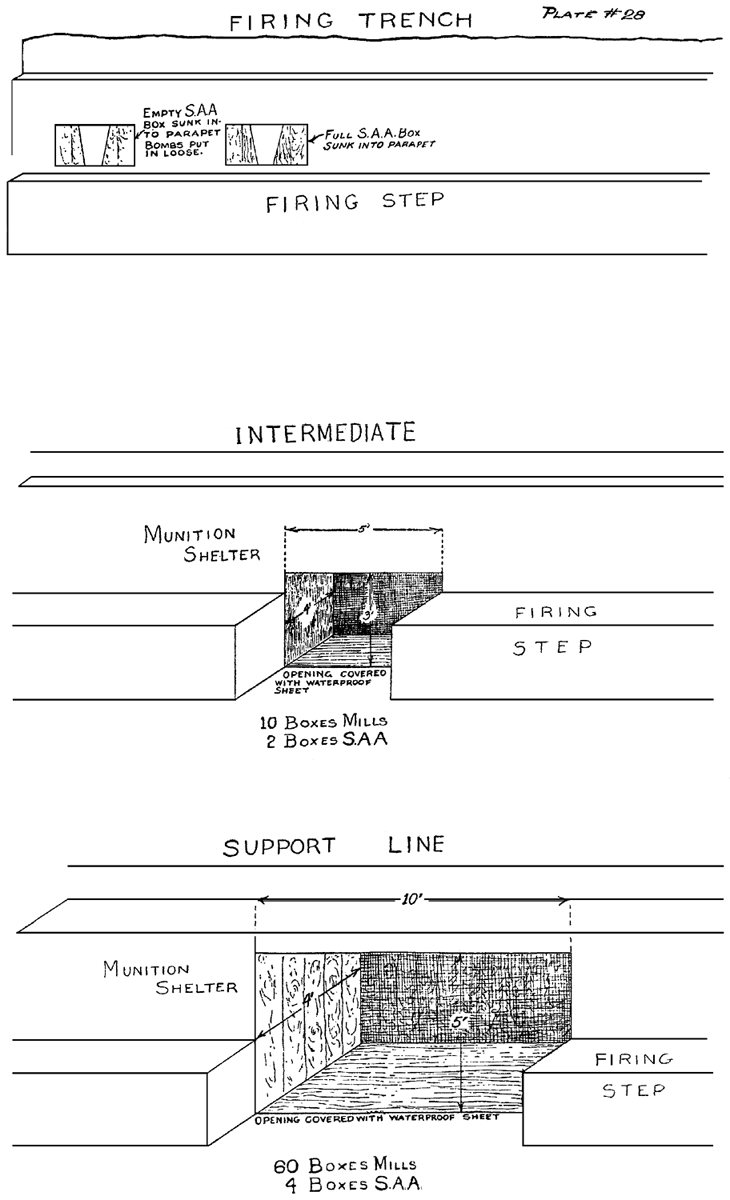 FIRING TRENCH
PLATE #28
EMPTY S.A.A
BOX SUNK IN-
TO PARAPET
BOMBS PUT
IN LOOSE.
FULL S.A.A. BOX
SUNK INTO PARAPET
FIRING STEP
INTERMEDIATE
MUNITION
SHELTER
5'
4'
3'
FIRING
STEP
OPENING COVERED
WITH WATERPROOF
SHEET
10 BOXES MILLS
2 BOXES S.A.A
SUPPORT LINE
10'
MUNITION
SHELTER
4'
5'
FIRING
STEP
OPENING COVERED WITH WATERPROOF SHEET
60 BOXES MILLS
4 BOXES S.A.A.